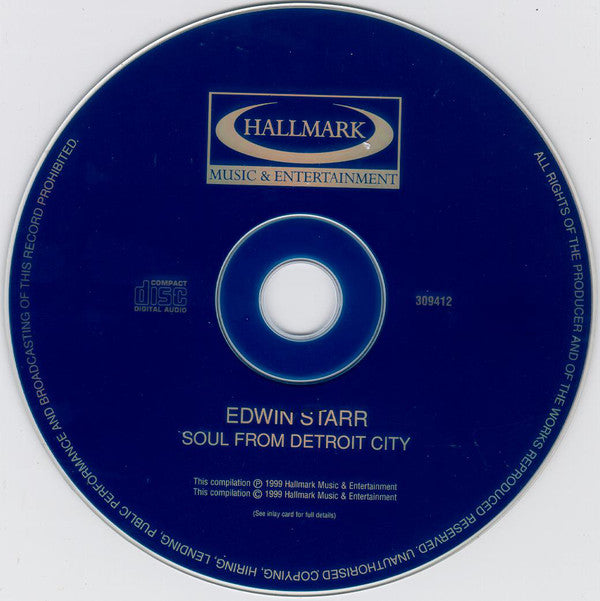 HALLMARK
MUSIC & ENTERTAINMENT
COMPACT
disc
DIGITAL AUDIO
309412
EDWIN STARR
SOUL FROM DETROIT CITY
This compilation ℗ 1999 Hallmark Music & Entertainment
This compilation © 1999 Hallmark Music & Entertainment
(See inlay card for full details)
ALL RIGHTS OF THE PRODUCER AND OF THE WORKS REPRODUCED RESERVED. UNAUTHORISED COPYING, HIRING, LENDING, PUBLIC PERFORMANCE AND BROADCASTING OF THIS RECORD PROHIBITED.